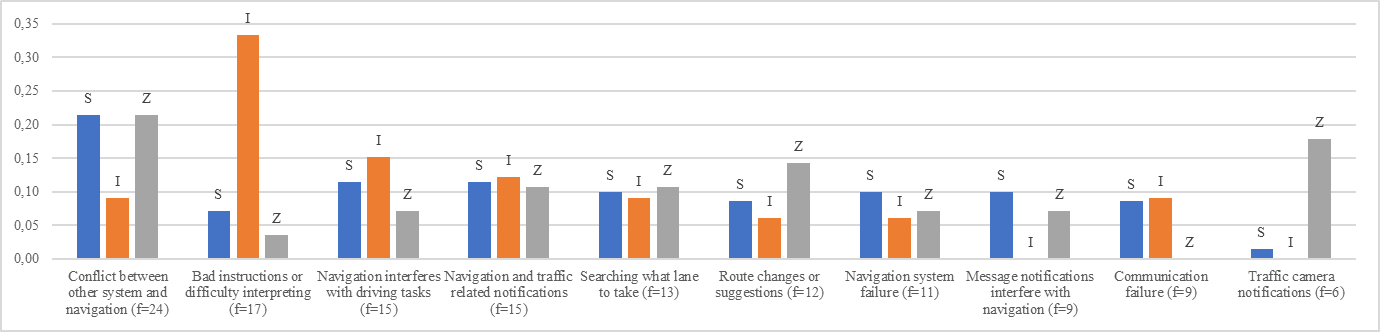 0,35
0,30
0,25
0,20
0,15
0,10
0,05
0,00
S I Z
S I Z
S I Z
S I Z
S I Z
S I Z
S I Z
S I Z
S I Z
S I Z
Conflict between
other system and
navigation (f=24)
Bad instructions or
difficulty interpreting
(f=17)
Navigation interferes
with driving tasks
(f=15)
Navigation and traffic
related notifications
(f=15)
Searching what lane
to take (f=13)
Route changes or
suggestions (f=12)
Navigation system
failure (f=11)
Message notifications
interfere with
navigation (f=9)
Communication
failure (f=9)
Traffic camera
notifications (f=6)